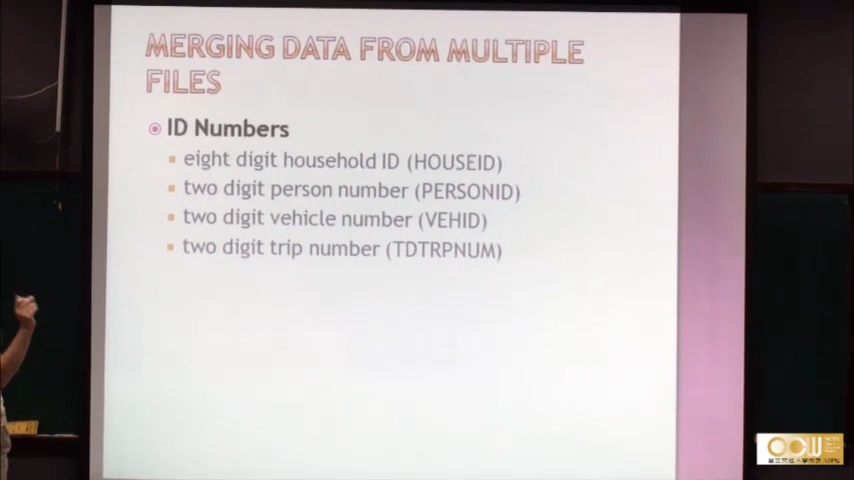 MERGING DATA FROM MULTIPLE
FILES
ID Numbers
eight digit household ID (HOUSEID)
two digit person number (PERSONID)
two digit vehicle number (VEHID)
two digit trip number (TDTRPNUM)
OCW